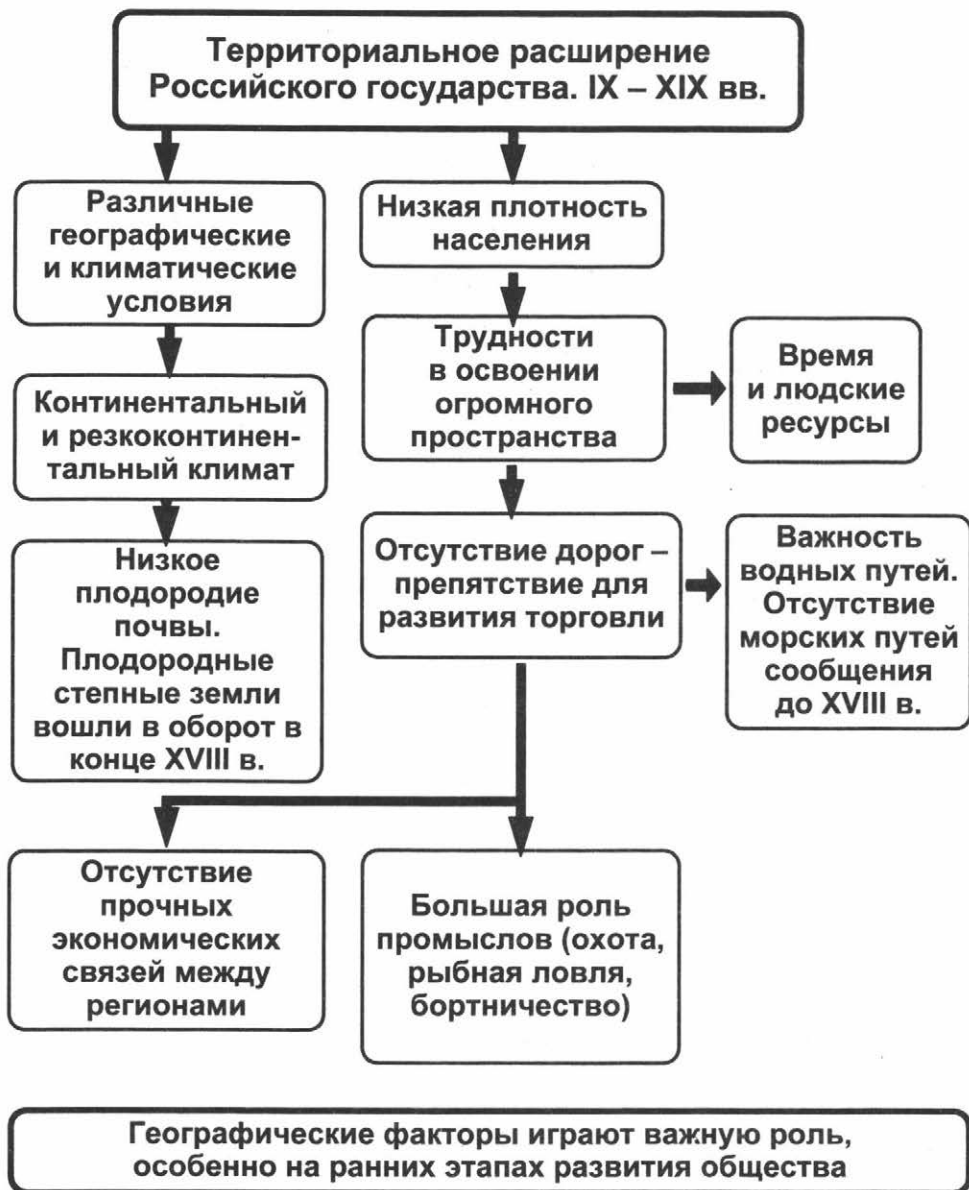 Территориальное расширение
Российского государства. IX – XIX вв.
Различные
географические
и климатические
условия
Низкая плотность
населения
Континентальный
и резкоконтинен-
тальный климат
Трудности
в освоении
огромного
пространства
Время
и людские
ресурсы
Низкое
плодородие
почвы.
Плодородные
степные земли
вошли в оборот в
конце XVIII в.
Отсутствие дорог –
препятствие для
развития торговли
Важность
водных путей.
Отсутствие
морских путей
сообщения
до XVIII в.
Отсутствие
прочных
экономических
связей между
регионами
Большая роль
промыслов (охота,
рыбная ловля,
бортничество)
Географические факторы играют важную роль,
особенно на ранних этапах развития общества